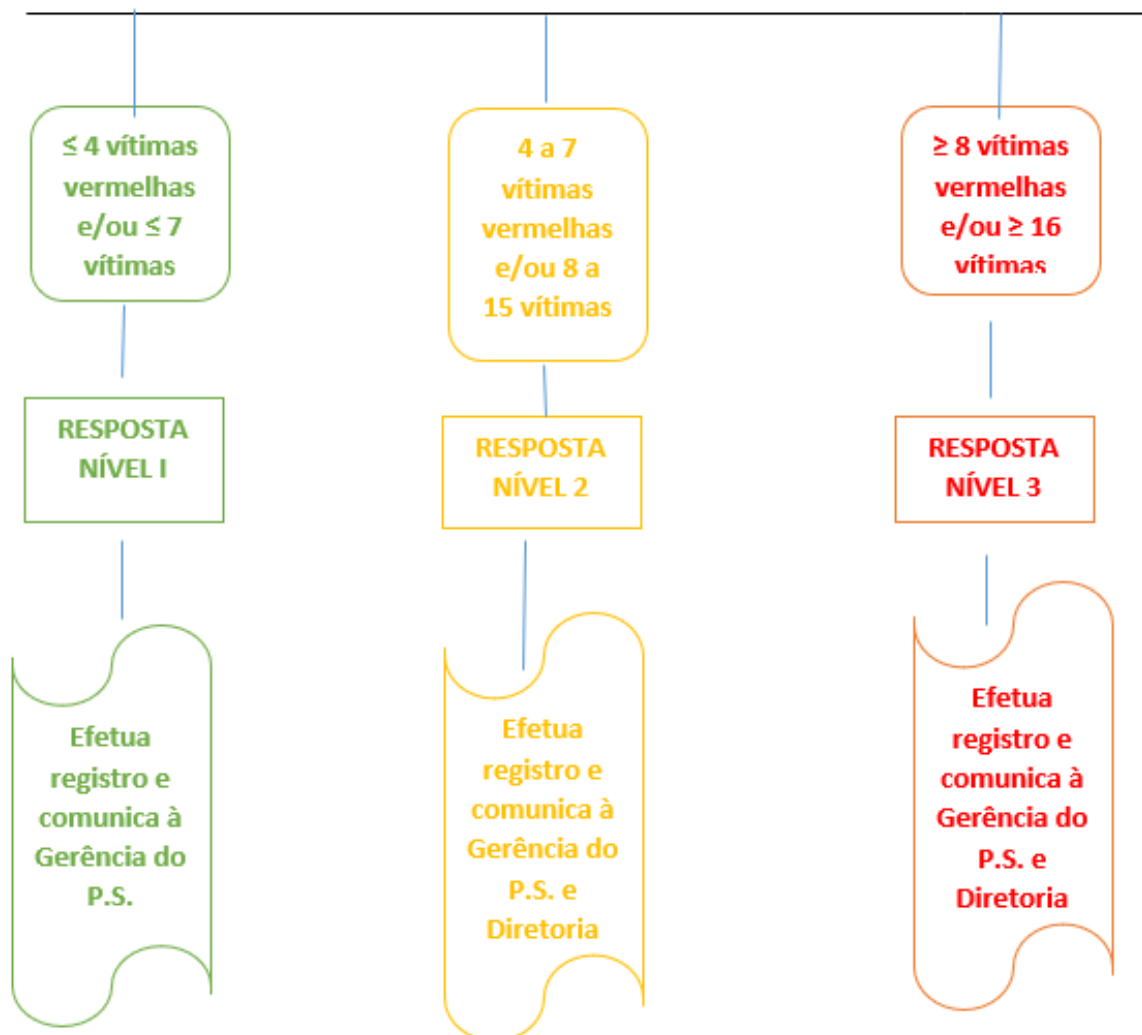 ≤ 4 vítimas
vermelhas
e/ou ≤ 7
vítimas
RESPOSTA
NÍVEL I
Efetua
registro e
comunica à
Gerência do
P.S.
4 a 7
vítimas
vermelhas
e/ou 8 a
15 vítimas
RESPOSTA
NÍVEL 2
Efetua
registro e
comunica à
Gerência do
P.S. e
Diretoria
≥ 8 vítimas
vermelhas
e/ou ≥ 16
vítimas
RESPOSTA
NÍVEL 3
Efetua
registro e
comunica à
Gerência do
P.S. e
Diretoria